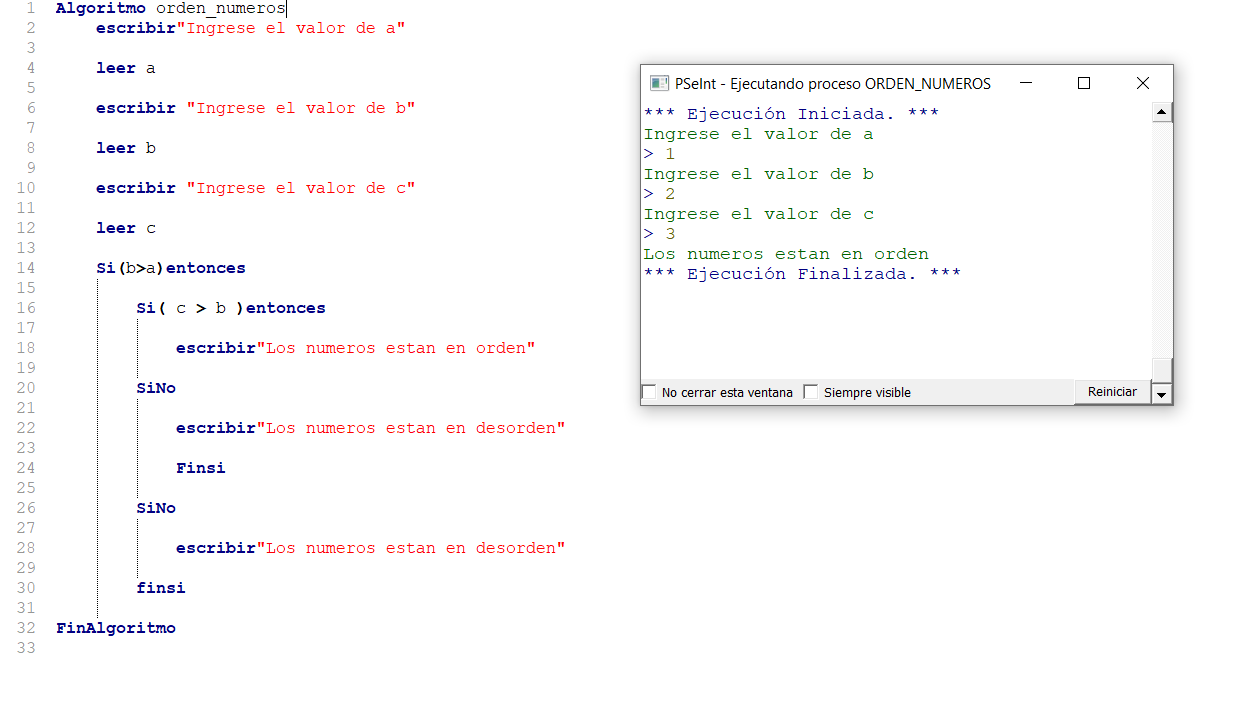 1 Algoritmo orden_numeros
2 escribir"Ingrese el valor de a"
3
4 leer a
5
6 escribir "Ingrese el valor de b"
7
8 leer b
9
10 escribir "Ingrese el valor de c"
11
12 leer c
13
14 Si(b>a)entonces
15
16 Si( c > b )entonces
17
18 escribir"Los numeros estan en orden"
19
20 SiNo
21
22 escribir"Los numeros estan en desorden"
23
24 Finsi
25
26 SiNo
27
28 escribir"Los numeros estan en desorden"
29
30 finsi
31
32 FinAlgoritmo
33
PSeInt - Ejecutando proceso ORDEN_NUMEROS
*** Ejecución Iniciada. ***
Ingrese el valor de a
> 1
Ingrese el valor de b
> 2
Ingrese el valor de c
> 3
Los numeros estan en orden
*** Ejecución Finalizada. ***
No cerrar esta ventana Siempre visible Reiniciar